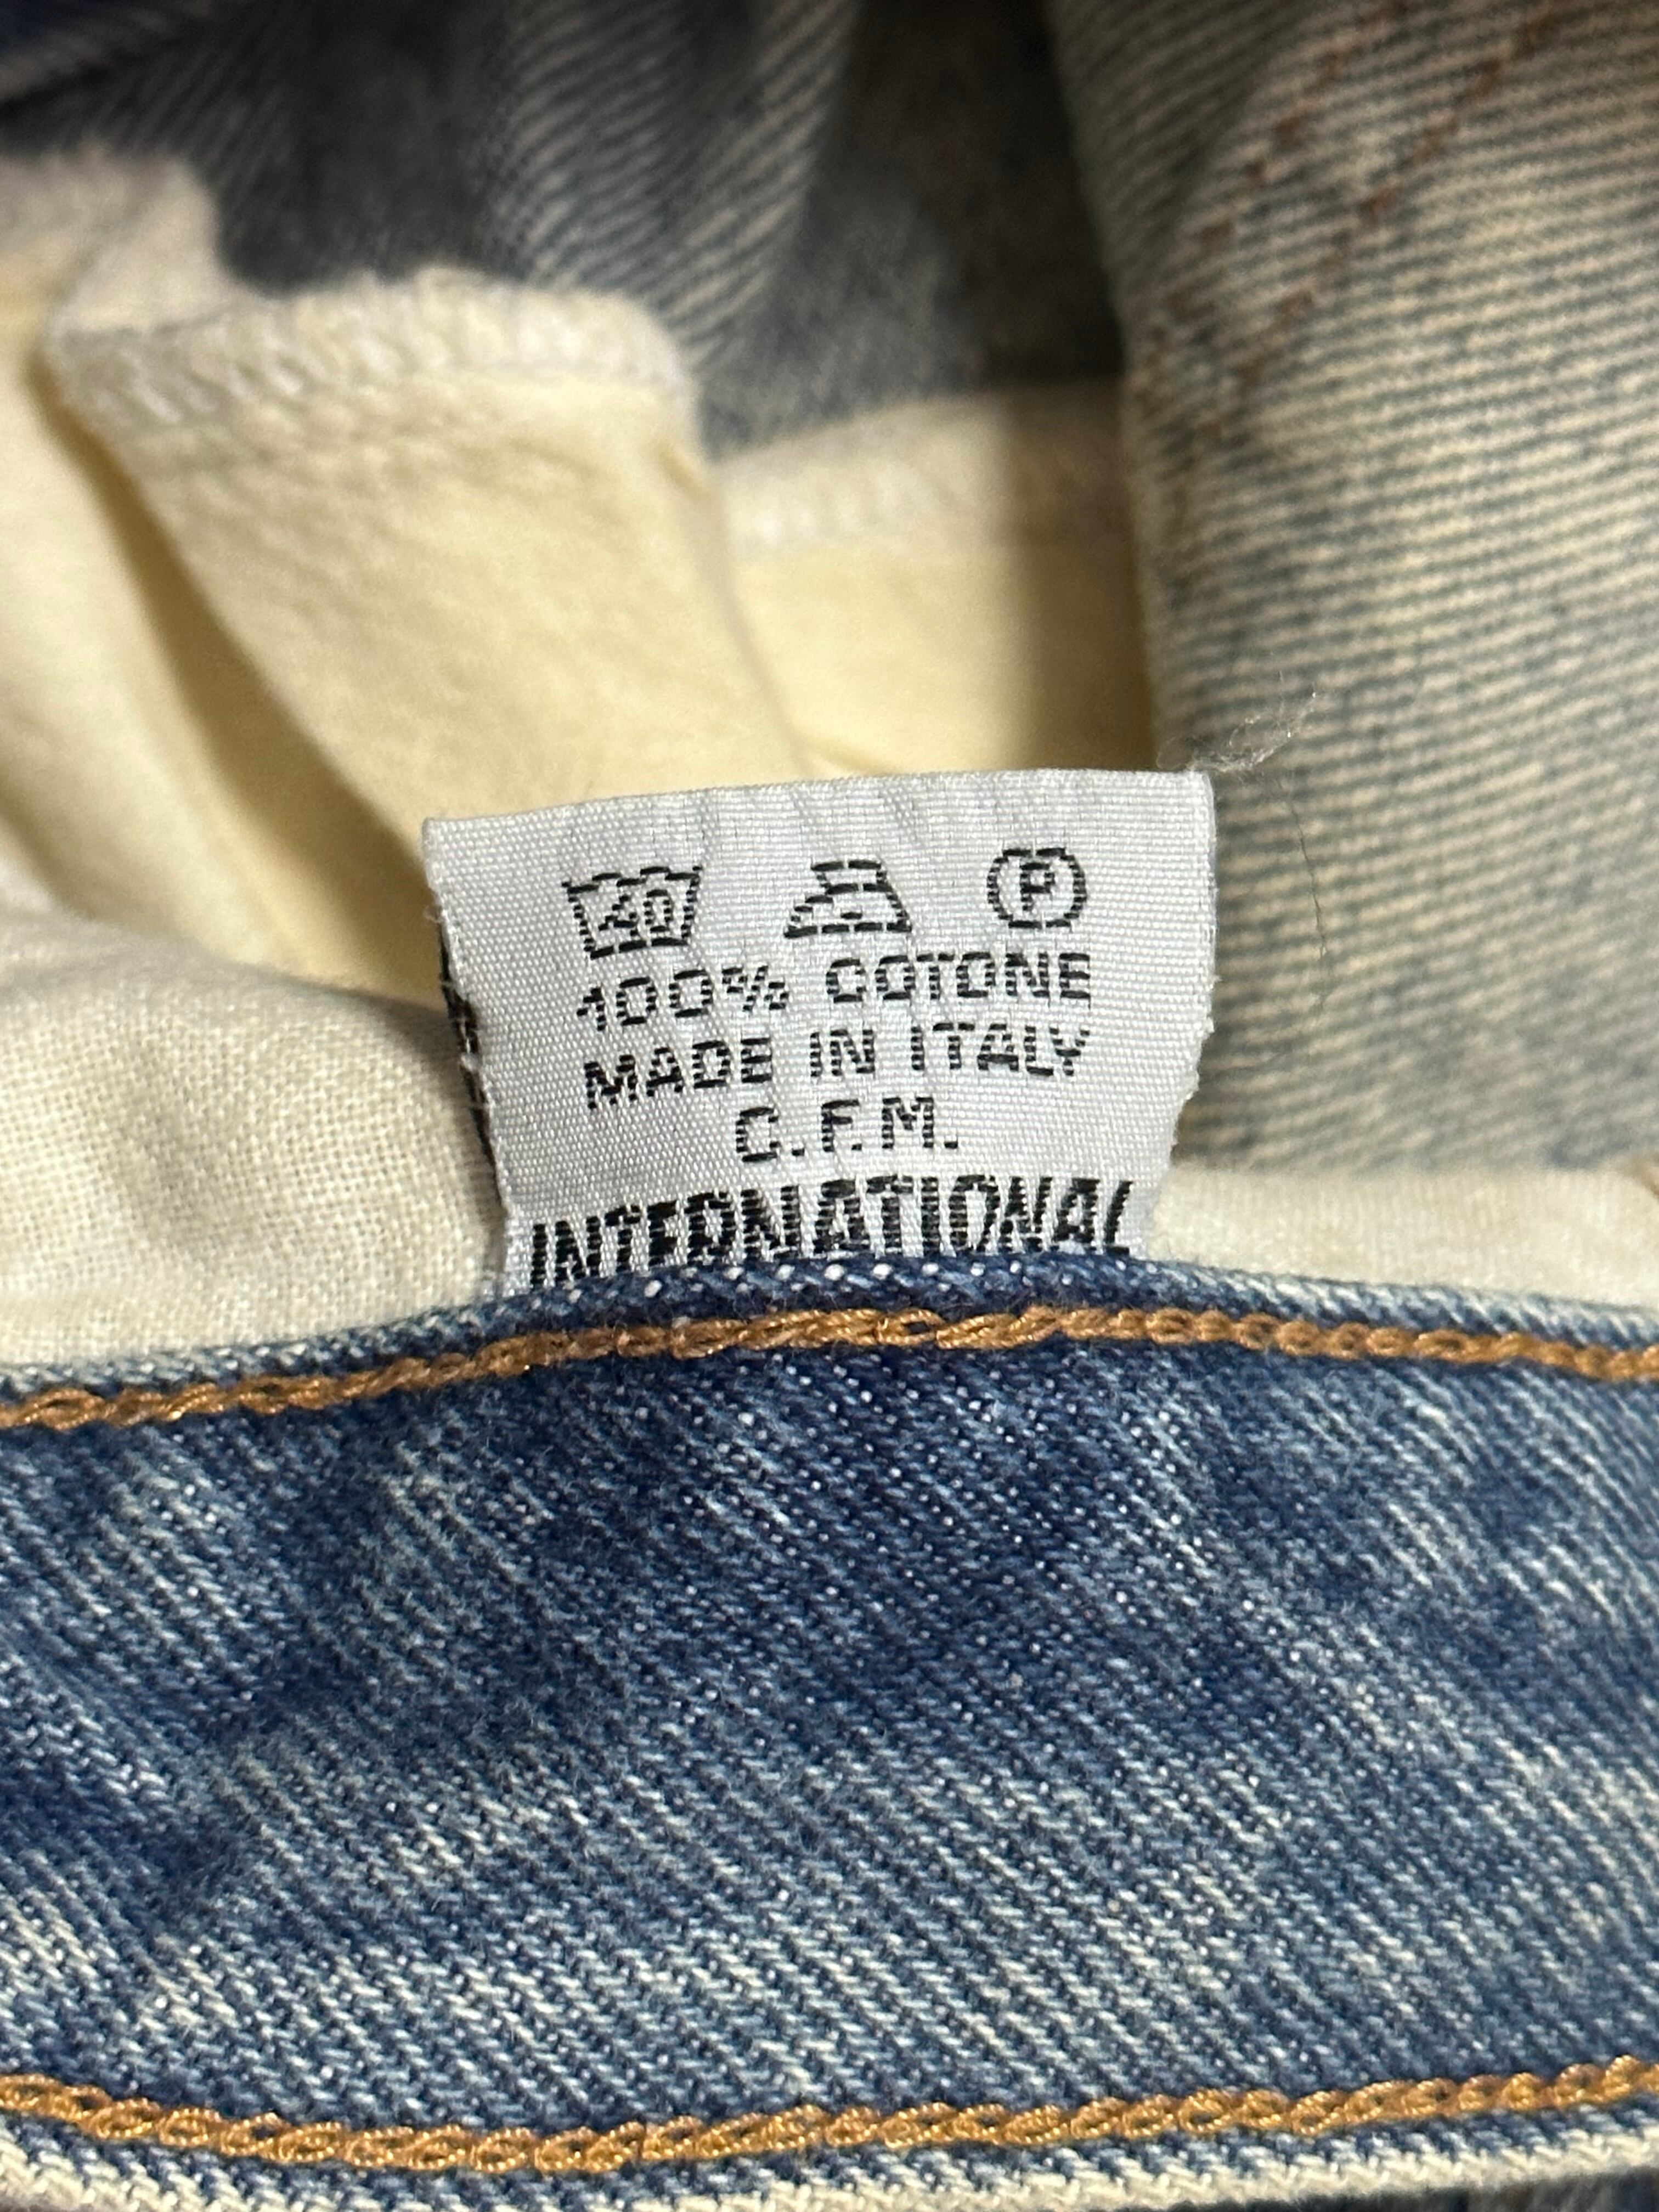 40 P
100% COTONE
MADE IN ITALY
C.F.M.
INTERNATIONAL